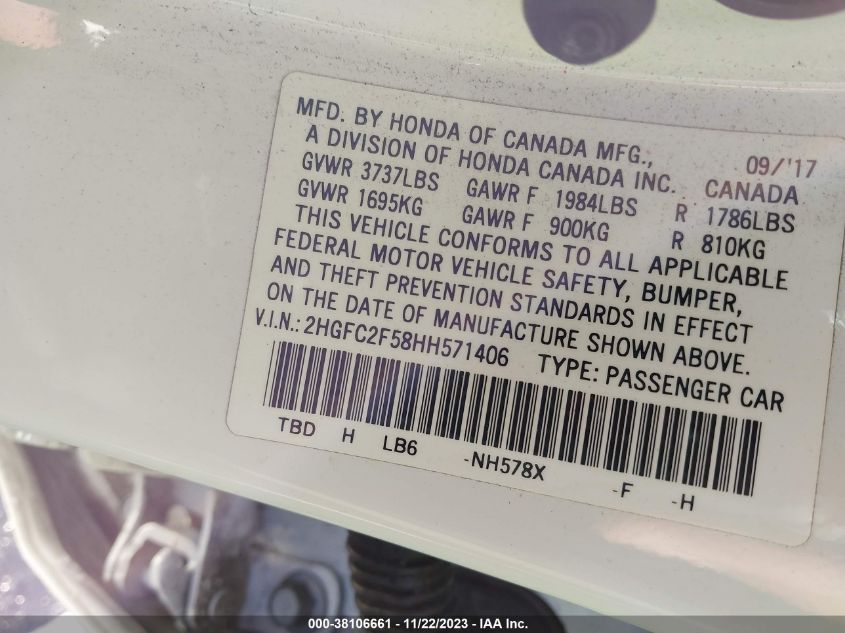 MFD. BY HONDA OF CANADA MFG., 09/'17
A DIVISION OF HONDA CANADA INC. CANADA
GVWR 3737LBS GAWR F 1984LBS R 1786LBS
GVWR 1695KG GAWR F 900KG R 810KG
THIS VEHICLE CONFORMS TO ALL APPLICABLE
FEDERAL MOTOR VEHICLE SAFETY, BUMPER,
AND THEFT PREVENTION STANDARDS IN EFFECT
ON THE DATE OF MANUFACTURE SHOWN ABOVE.
V.I.N.: 2HGFC2F58HH571406 TYPE: PASSENGER CAR
TBD H LB6 -NH578X -F -H
000-38106661 - 11/22/2023 - IAA Inc.